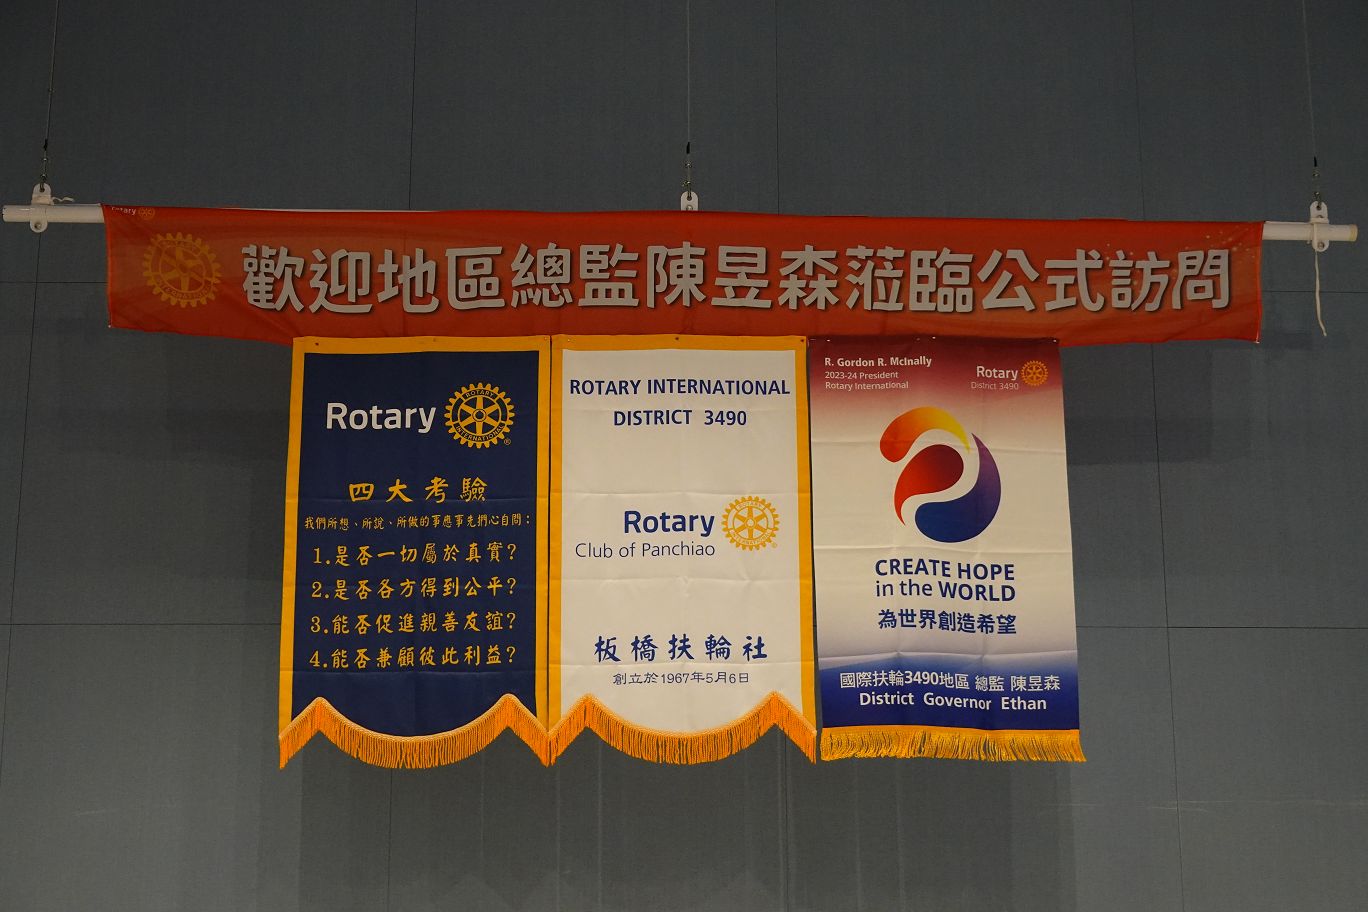 Rotary
歡迎地區總監陳昱森蒞臨公式訪問
Rotary
ROTARY
INTERNATIONAL
四大考驗
我們所想、所說、所做的事應事先捫心自問：
1.是否一切屬於真實？
2.是否各方得到公平？
3.能否促進親善友誼？
4.能否兼顧彼此利益？
ROTARY INTERNATIONAL
DISTRICT 3490
Rotary
Club of Panchiao
板橋扶輪社
創立於1967年5月6日
R. Gordon R. McInally
2023-24 President
Rotary International
Rotary
District 3490
CREATE HOPE
in the WORLD
為世界創造希望
國際扶輪3490地區 總監 陳昱森
District Governor Ethan